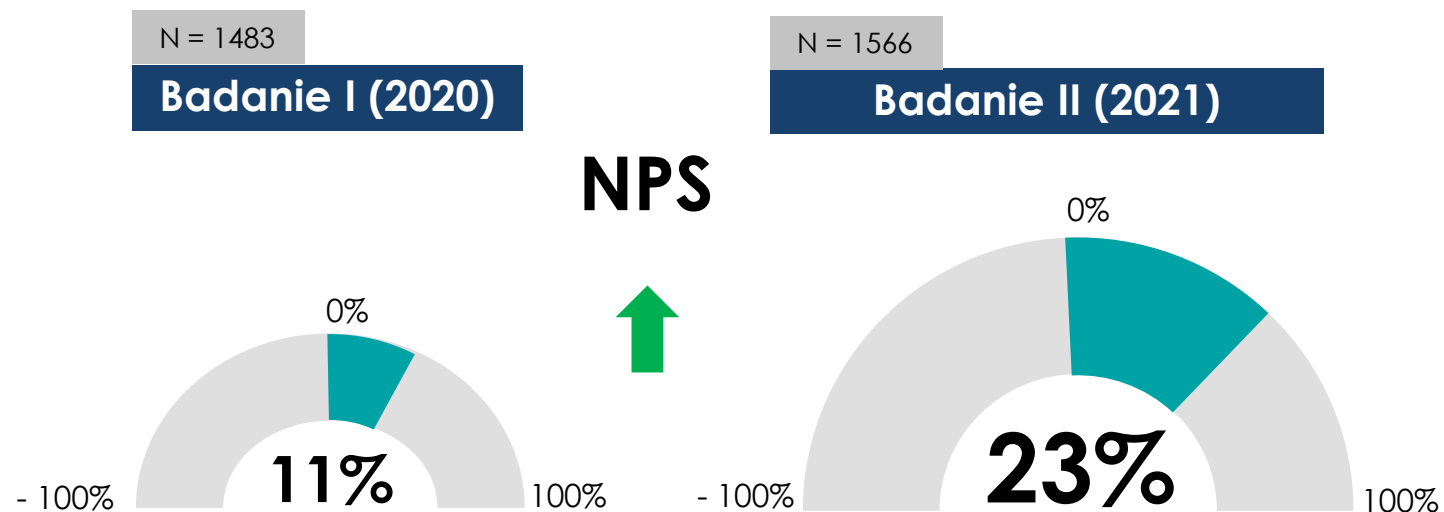 N = 1483
Badanie I (2020)
N = 1566
Badanie II (2021)
NPS
0%
11%
- 100%
100%
0%
23%
- 100%
100%